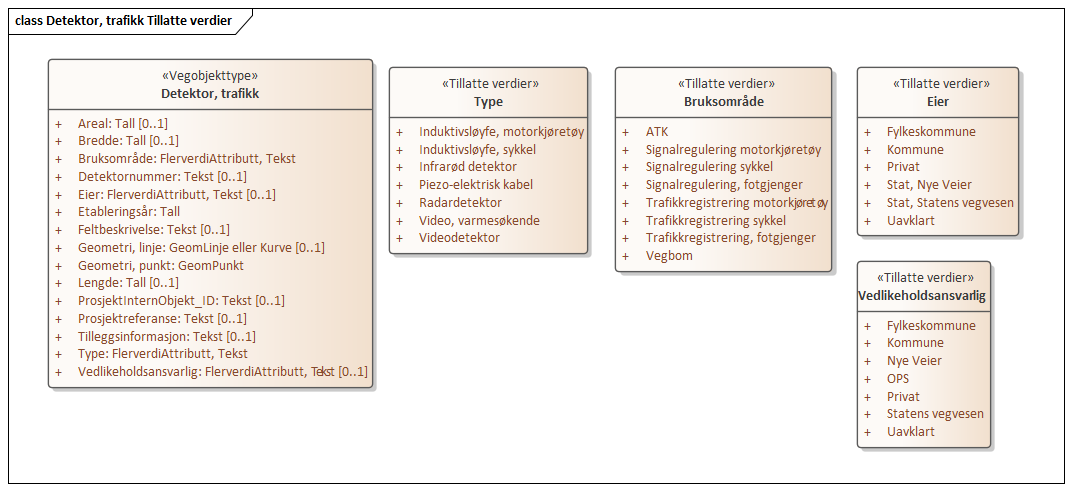 class Detektor, trafikk Tillatte verdier
«Vegobjekttype»
Detektor, trafikk
+ Areal: Tall [0..1]
+ Bredde: Tall [0..1]
+ Bruksområde: FlerverdiAttributt, Tekst
+ Detektornummer: Tekst [0..1]
+ Eier: FlerverdiAttributt, Tekst [0..1]
+ Etableringsår: Tall
+ Feltbeskrivelse: Tekst [0..1]
+ Geometri, linje: GeomLinje eller Kurve [0..1]
+ Geometri, punkt: GeomPunkt
+ Lengde: Tall [0..1]
+ ProsjektInternObjekt_ID: Tekst [0..1]
+ Prosjektreferanse: Tekst [0..1]
+ Tilleggsinformasjon: Tekst [0..1]
+ Type: FlerverdiAttributt, Tekst
+ Vedlikeholdsansvarlig: FlerverdiAttributt, Tekst [0..1]
«Tillatte verdier»
Type
+ Induktivsløyfe, motorkjøretøy
+ Induktivsløyfe, sykkel
+ Infrarød detektor
+ Piezo-elektrisk kabel
+ Radardetektor
+ Video, varmesøkende
+ Videodetektor
«Tillatte verdier»
Bruksområde
+ ATK
+ Signalregulering motorkjøretøy
+ Signalregulering sykkel
+ Signalregulering, fotgjenger
+ Trafikkregistrering motorkjøretøy
+ Trafikkregistrering sykkel
+ Trafikkregistrering, fotgjenger
+ Vegbom
«Tillatte verdier»
Eier
+ Fylkeskommune
+ Kommune
+ Privat
+ Stat, Nye Veier
+ Stat, Statens vegvesen
+ Uavklart
«Tillatte verdier»
Vedlikeholdsansvarlig
+ Fylkeskommune
+ Kommune
+ Nye Veier
+ OPS
+ Privat
+ Statens vegvesen
+ Uavklart